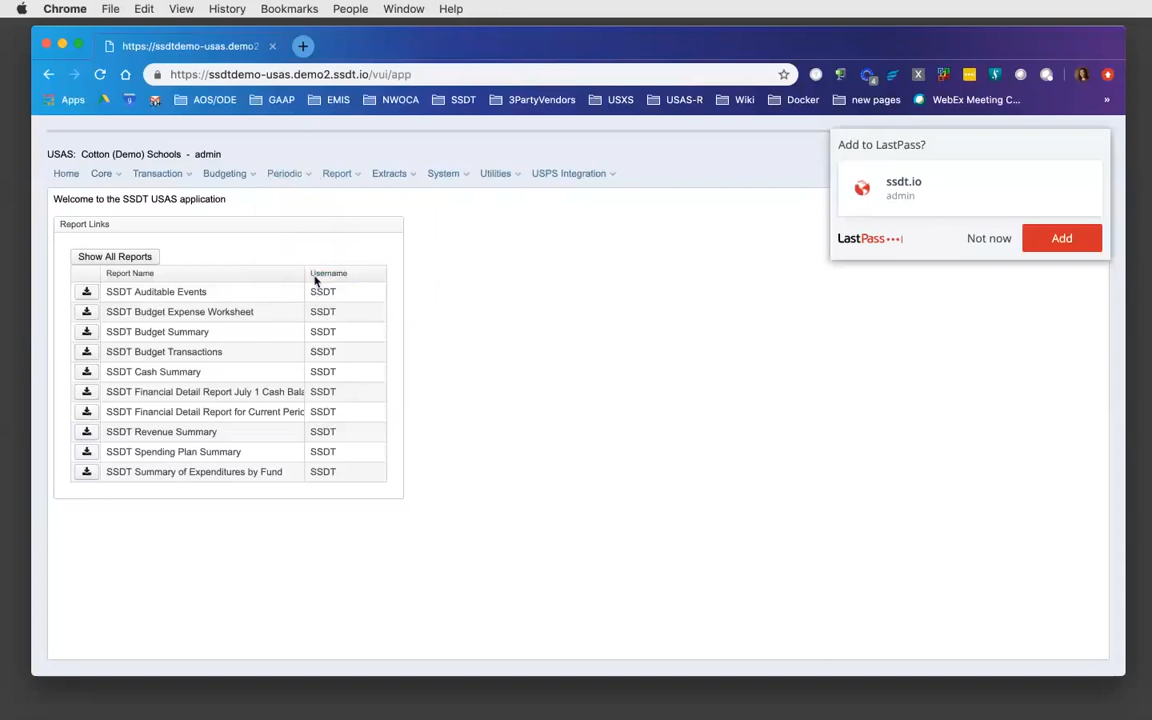 Chrome File Edit View History Bookmarks People Window Help
https://ssdtdemo-usas.demo2
https://ssdtdemo-usas.demo2.ssdt.io/vui/app
4
Apps AOS/ODE GAAP EMIS NWOCA SSDT 3PartyVendors USXS USAS-R Wiki Docker new pages WebEx Meeting C... »
USAS: Cotton (Demo) Schools - admin
Home Core Transaction Budgeting Periodic Report Extracts System Utilities USPS Integration
Welcome to the SSDT USAS application
Report Links
Show All Reports
Report Name Username
SSDT Auditable Events SSDT
SSDT Budget Expense Worksheet SSDT
SSDT Budget Summary SSDT
SSDT Budget Transactions SSDT
SSDT Cash Summary SSDT
SSDT Financial Detail Report July 1 Cash Bala SSDT
SSDT Financial Detail Report for Current Perio SSDT
SSDT Revenue Summary SSDT
SSDT Spending Plan Summary SSDT
SSDT Summary of Expenditures by Fund SSDT
Add to LastPass?
ssdt.io
admin
LastPass Not now Add